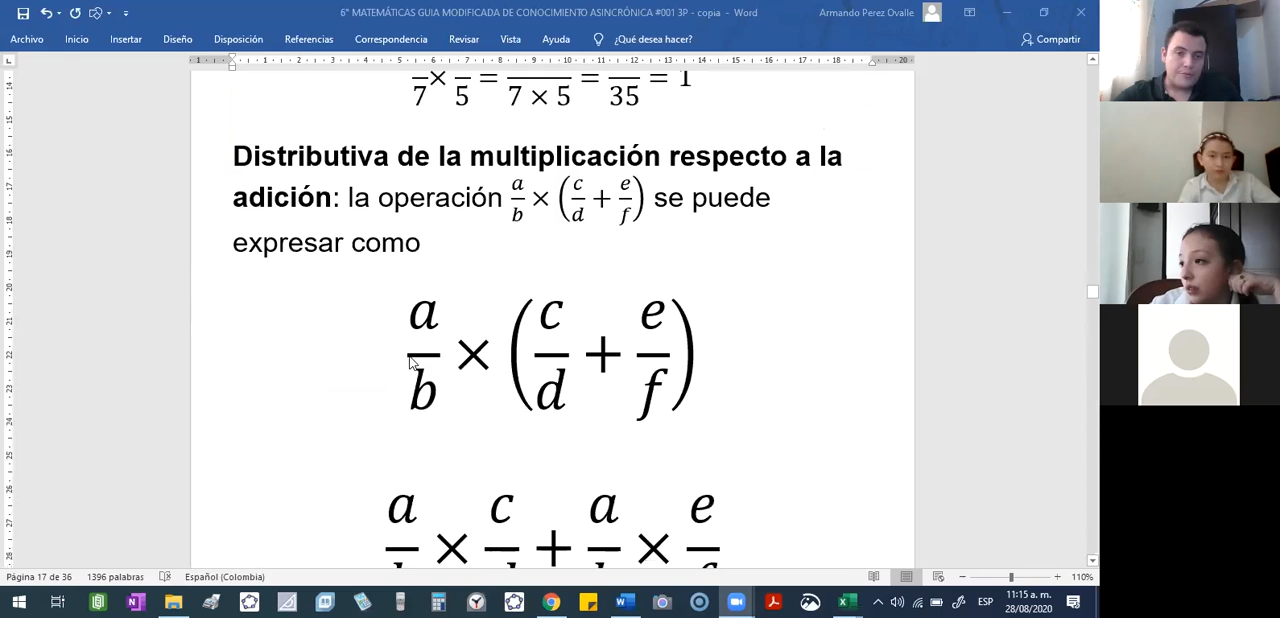 6° MATEMÁTICAS GUIA MODIFICADA DE CONOCIMIENTO ASINCRÓNICA #001 3P - copia - Word
Armando Perez Ovalle
Archivo Inicio Insertar Diseño Disposición Referencias Correspondencia Revisar Vista Ayuda ¿Qué desea hacer? Compartir
7 × 5 = 7 × 5 = 35 = 1
Distributiva de la multiplicación respecto a la
adición: la operación a/b × (c/d + e/f) se puede
expresar como
a/b × (c/d + e/f)
a × c + a × e
Página 17 de 36 1396 palabras Español (Colombia) 110%
ESP 11:15 a. m.
28/08/2020